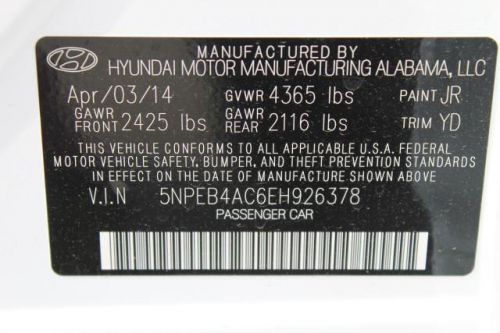 MANUFACTURED BY
HYUNDAI MOTOR MANUFACTURING ALABAMA, LLC
Apr/03/14 GVWR 4365 lbs PAINT JR
GAWR FRONT 2425 lbs GAWR REAR 2116 lbs TRIM YD
THIS VEHICLE CONFORMS TO ALL APPLICABLE U.S.A. FEDERAL
MOTOR VEHICLE SAFETY, BUMPER, AND THEFT PREVENTION STANDARDS
IN EFFECT ON THE DATE OF MANUFACTURE SHOWN ABOVE
V.I.N 5NPEB4AC6EH926378
PASSENGER CAR